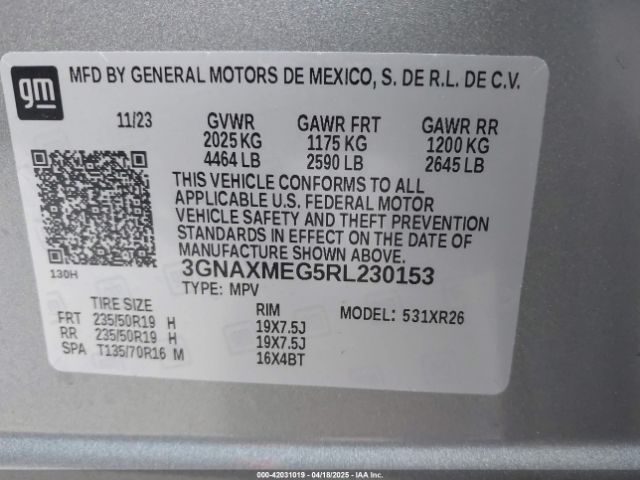 gm
MFD BY GENERAL MOTORS DE MEXICO, S. DE R.L. DE C.V.
11/23 GVWR GAWR FRT GAWR RR
2025 KG 1175 KG 1200 KG
4464 LB 2590 LB 2645 LB
THIS VEHICLE CONFORMS TO ALL
APPLICABLE U.S. FEDERAL MOTOR
VEHICLE SAFETY AND THEFT PREVENTION
STANDARDS IN EFFECT ON THE DATE OF
MANUFACTURE SHOWN ABOVE.
130H 3GNAXMEG5RL230153
TYPE: MPV
TIRE SIZE RIM MODEL: 531XR26
FRT 235/50R19 H 19X7.5J
RR 235/50R19 H 19X7.5J
SPA T135/70R16 M 16X4BT
000-42031019 - 04/18/2025 - Copyright © 2025 IAA, Inc.